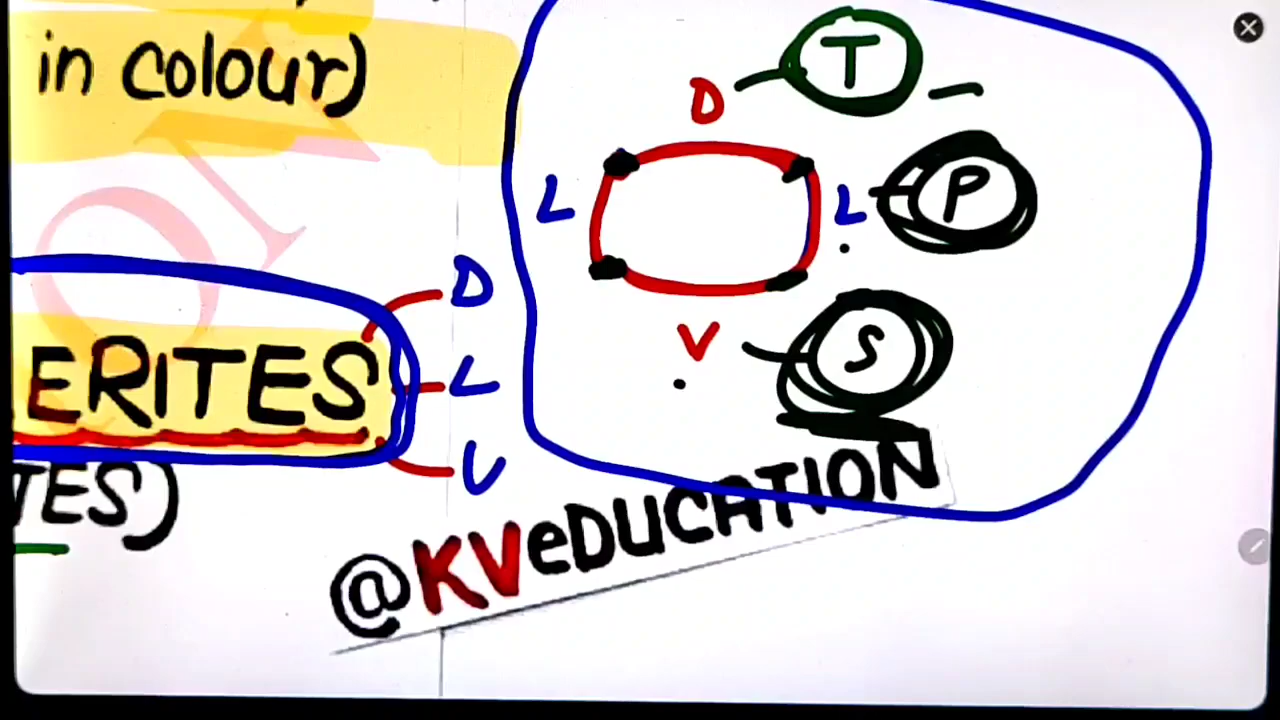 in colour)
ERITES
TES)
D
L
V
D
T
L
L
P
V
S
@KVeDUCATION